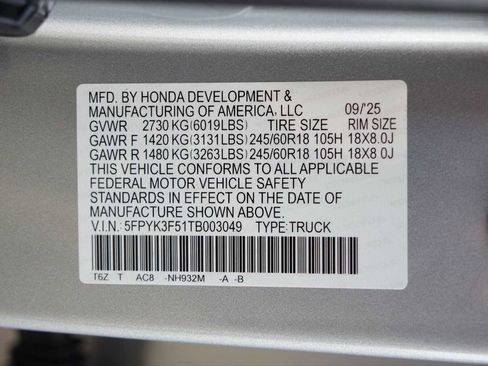 MFD. BY HONDA DEVELOPMENT &
MANUFACTURING OF AMERICA, LLC 09/'25
GVWR 2730 KG(6019LBS) TIRE SIZE RIM SIZE
GAWR F 1420 KG(3131LBS) 245/60R18 105H 18X8.0J
GAWR R 1480 KG(3263LBS) 245/60R18 105H 18X8.0J
THIS VEHICLE CONFORMS TO ALL APPLICABLE
FEDERAL MOTOR VEHICLE SAFETY
STANDARDS IN EFFECT ON THE DATE OF
MANUFACTURE SHOWN ABOVE.
V.I.N.: 5FPYK3F51TB003049 TYPE:TRUCK
T6Z T AC8 -NH932M -A -B